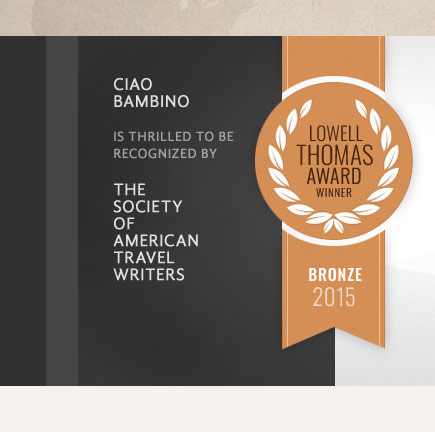 CIAO
BAMBINO
IS THRILLED TO BE
RECOGNIZED BY
THE
SOCIETY
OF
AMERICAN
TRAVEL
WRITERS
LOWELL
THOMAS
AWARD
WINNER
BRONZE
2015